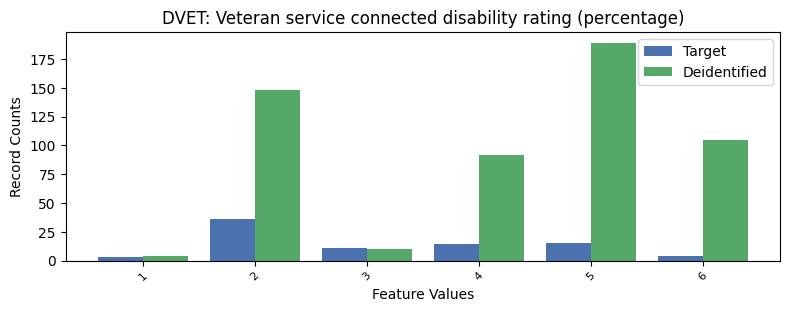 DVET: Veteran service connected disability rating (percentage)
Target
Deidentified
Record Counts
175
150
125
100
75
50
25
0
1 2 3 4 5 6
Feature Values